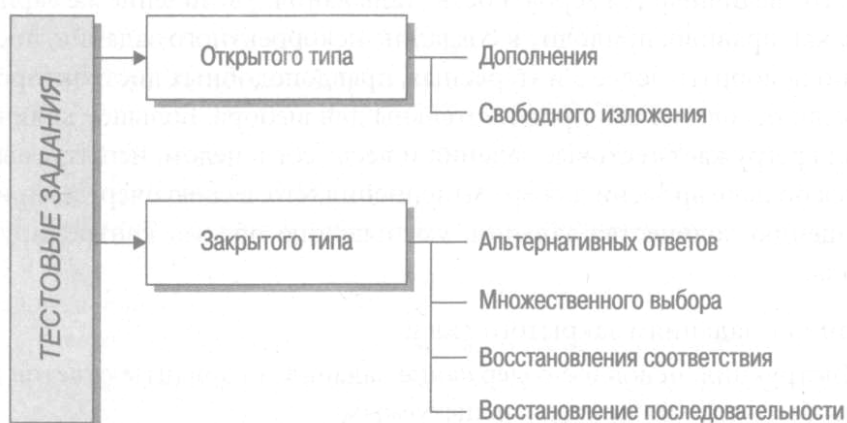 ТЕСТОВЫЕ ЗАДАНИЯ
Открытого типа
Дополнения
Свободного изложения
Закрытого типа
Альтернативных ответов
Множественного выбора
Восстановления соответствия
Восстановление последовательности